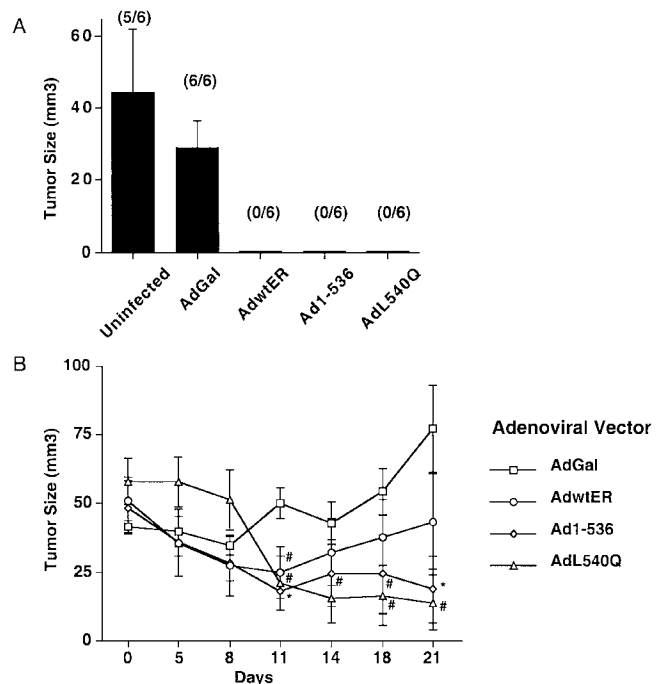 A
(5/6)
(6/6)
(0/6)
(0/6)
(0/6)
Tumor Size (mm3)
60
40
20
0
Uninfected
AdGal
AdwtER
Ad1-536
AdL540Q
B
Tumor Size (mm3)
100
75
50
25
0
#
#
*
#
#
#
*
#
0
5
8
11
14
18
21
Days
Adenoviral Vector
AdGal
AdwtER
Ad1-536
AdL540Q